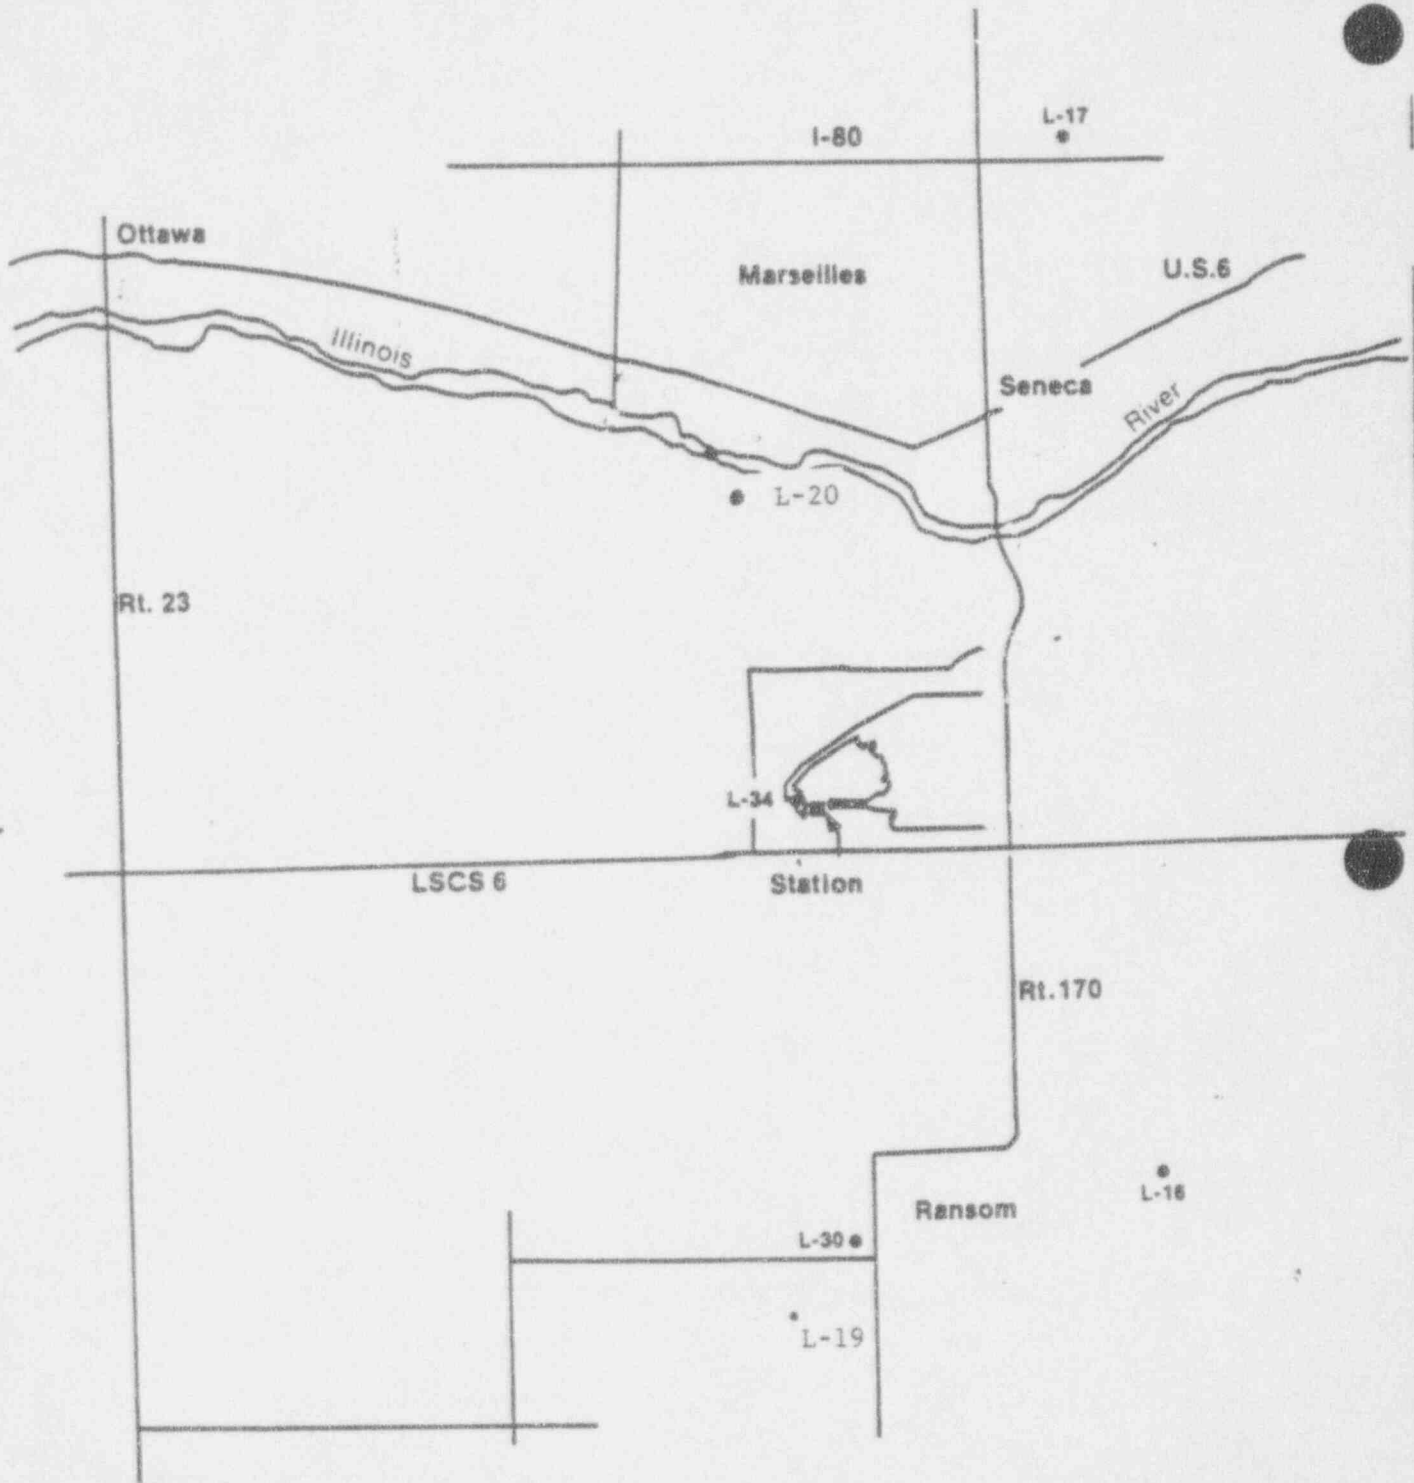 L-17
I-80
Ottawa
Marseilles
U.S.6
Illinois
Seneca
River
L-20
Rt. 23
L-34
LSCS 6
Station
Rt.170
L-16
Ransom
L-30
L-19